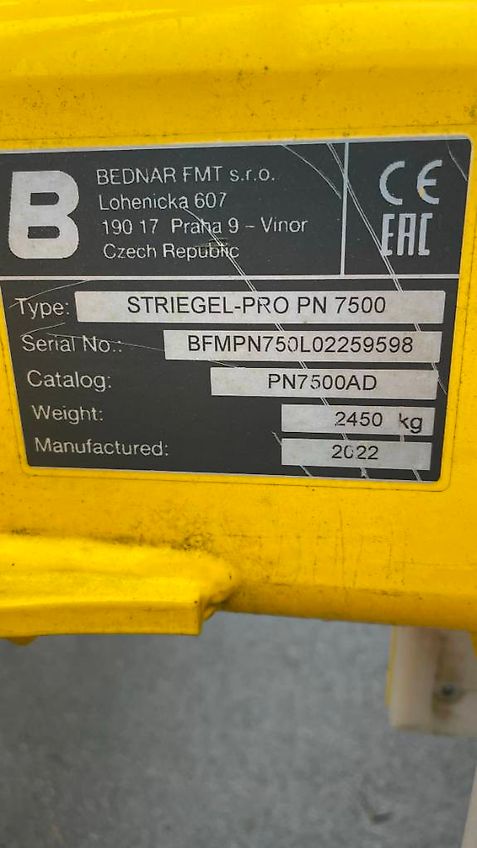 B
BEDNAR FMT s.r.o.
Lohenicka 607
190 17 Praha 9 – Vinor
Czech Republic
CE
EAC
Type: STRIEGEL-PRO PN 7500
Serial No.: BFMPN750L02259598
Catalog: PN7500AD
Weight: 2450 kg
Manufactured: 2022